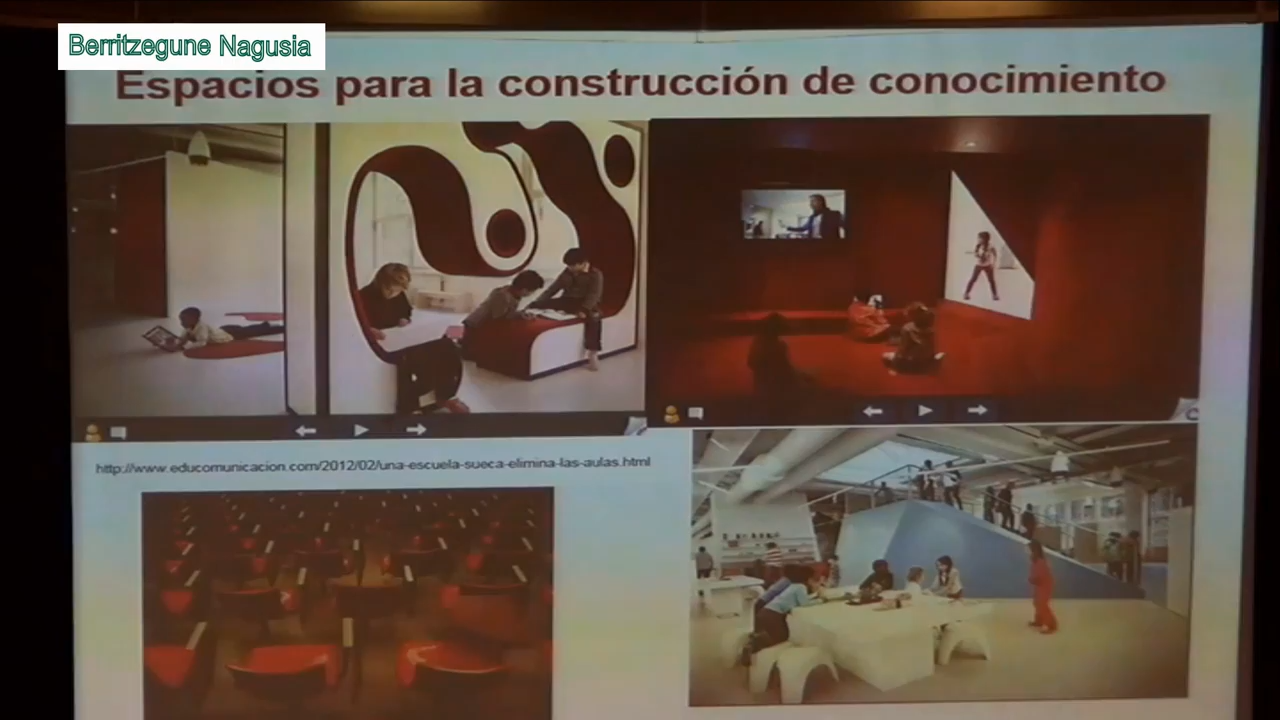 Berritzegune Nagusia
Espacios para la construcción de conocimiento
http://www.educomunicacion.com/2012/02/una-escuela-sueca-elimina-las-aulas.html